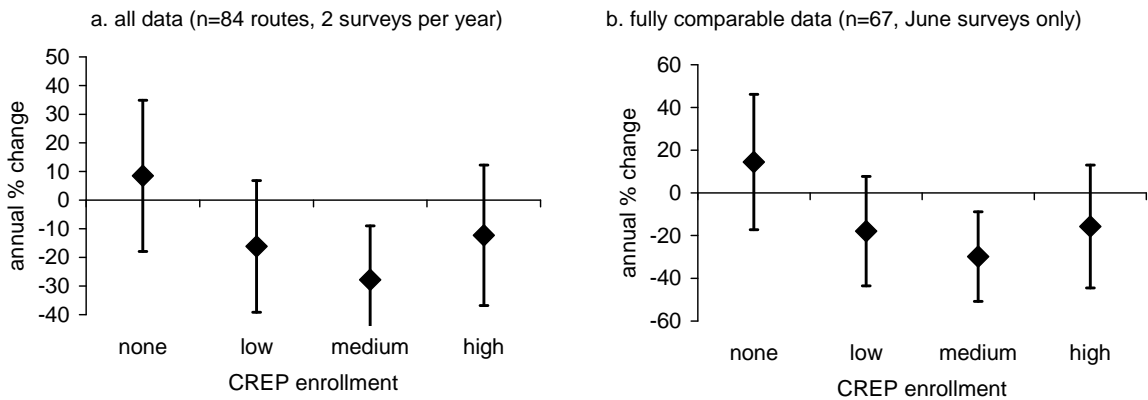 a. all data (n=84 routes, 2 surveys per year)
50
40
30
20
10
0
-10
-20
-30
-40
annual % change
none low medium high
CREP enrollment
b. fully comparable data (n=67, June surveys only)
60
40
20
0
-20
-40
-60
annual % change
none low medium high
CREP enrollment